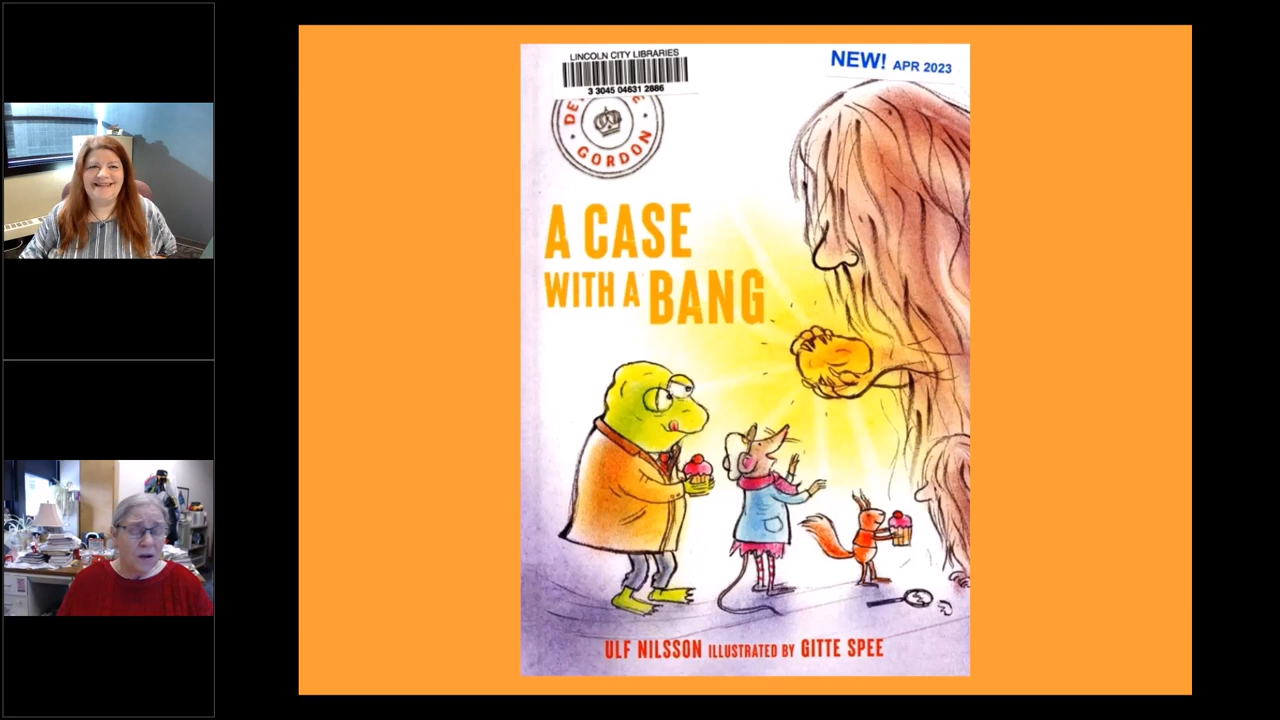 LINCOLN CITY LIBRARIES
3 3045 04631 2886
NEW! APR 2023
GORDON
A CASE
WITH A BANG
ULF NILSSON ILLUSTRATED BY GITTE SPEE